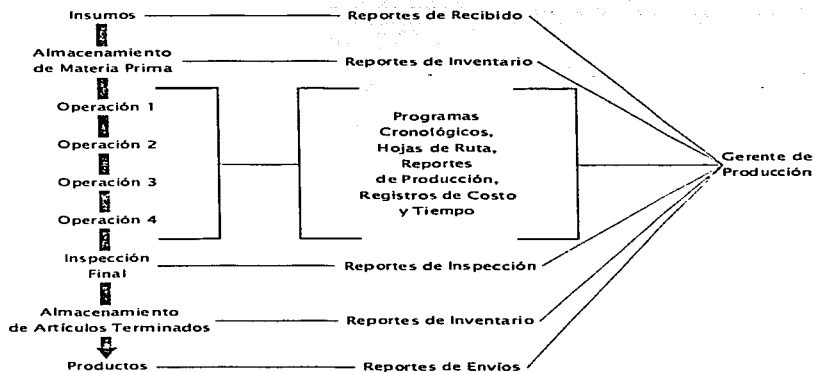 Insumos
Reportes de Recibido
Almacenamiento
de Materia Prima
Reportes de Inventario
Operación 1
Operación 2
Operación 3
Operación 4
Programas
Cronológicos,
Hojas de Ruta,
Reportes
de Producción,
Registros de Costo
y Tiempo
Gerente de
Producción
Inspección
Final
Reportes de Inspección
Almacenamiento
de Artículos Terminados
Reportes de Inventario
Productos
Reportes de Envíos